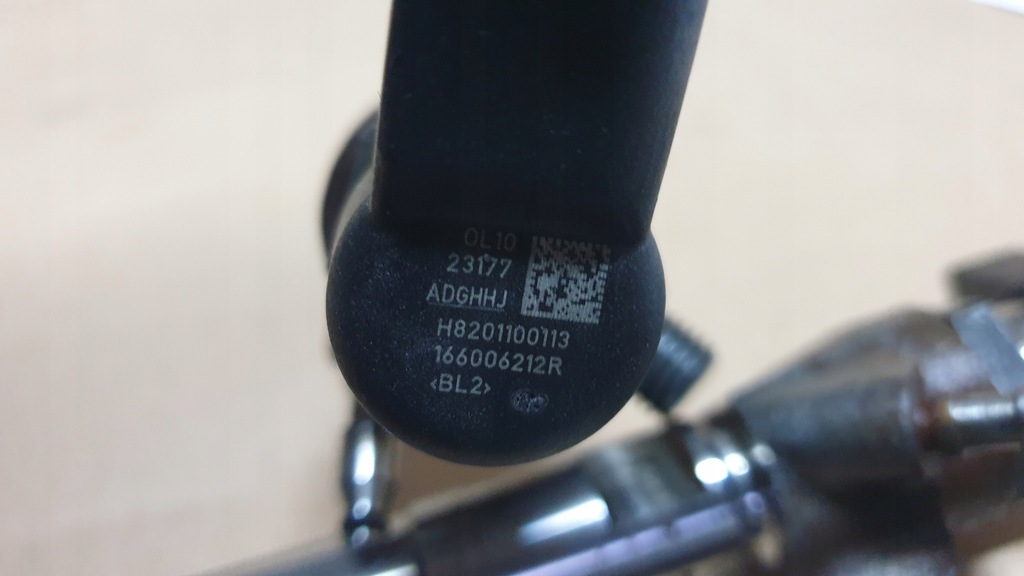 0L10
23177
ADGHHJ
H8201100113
166006212R
<BL2>